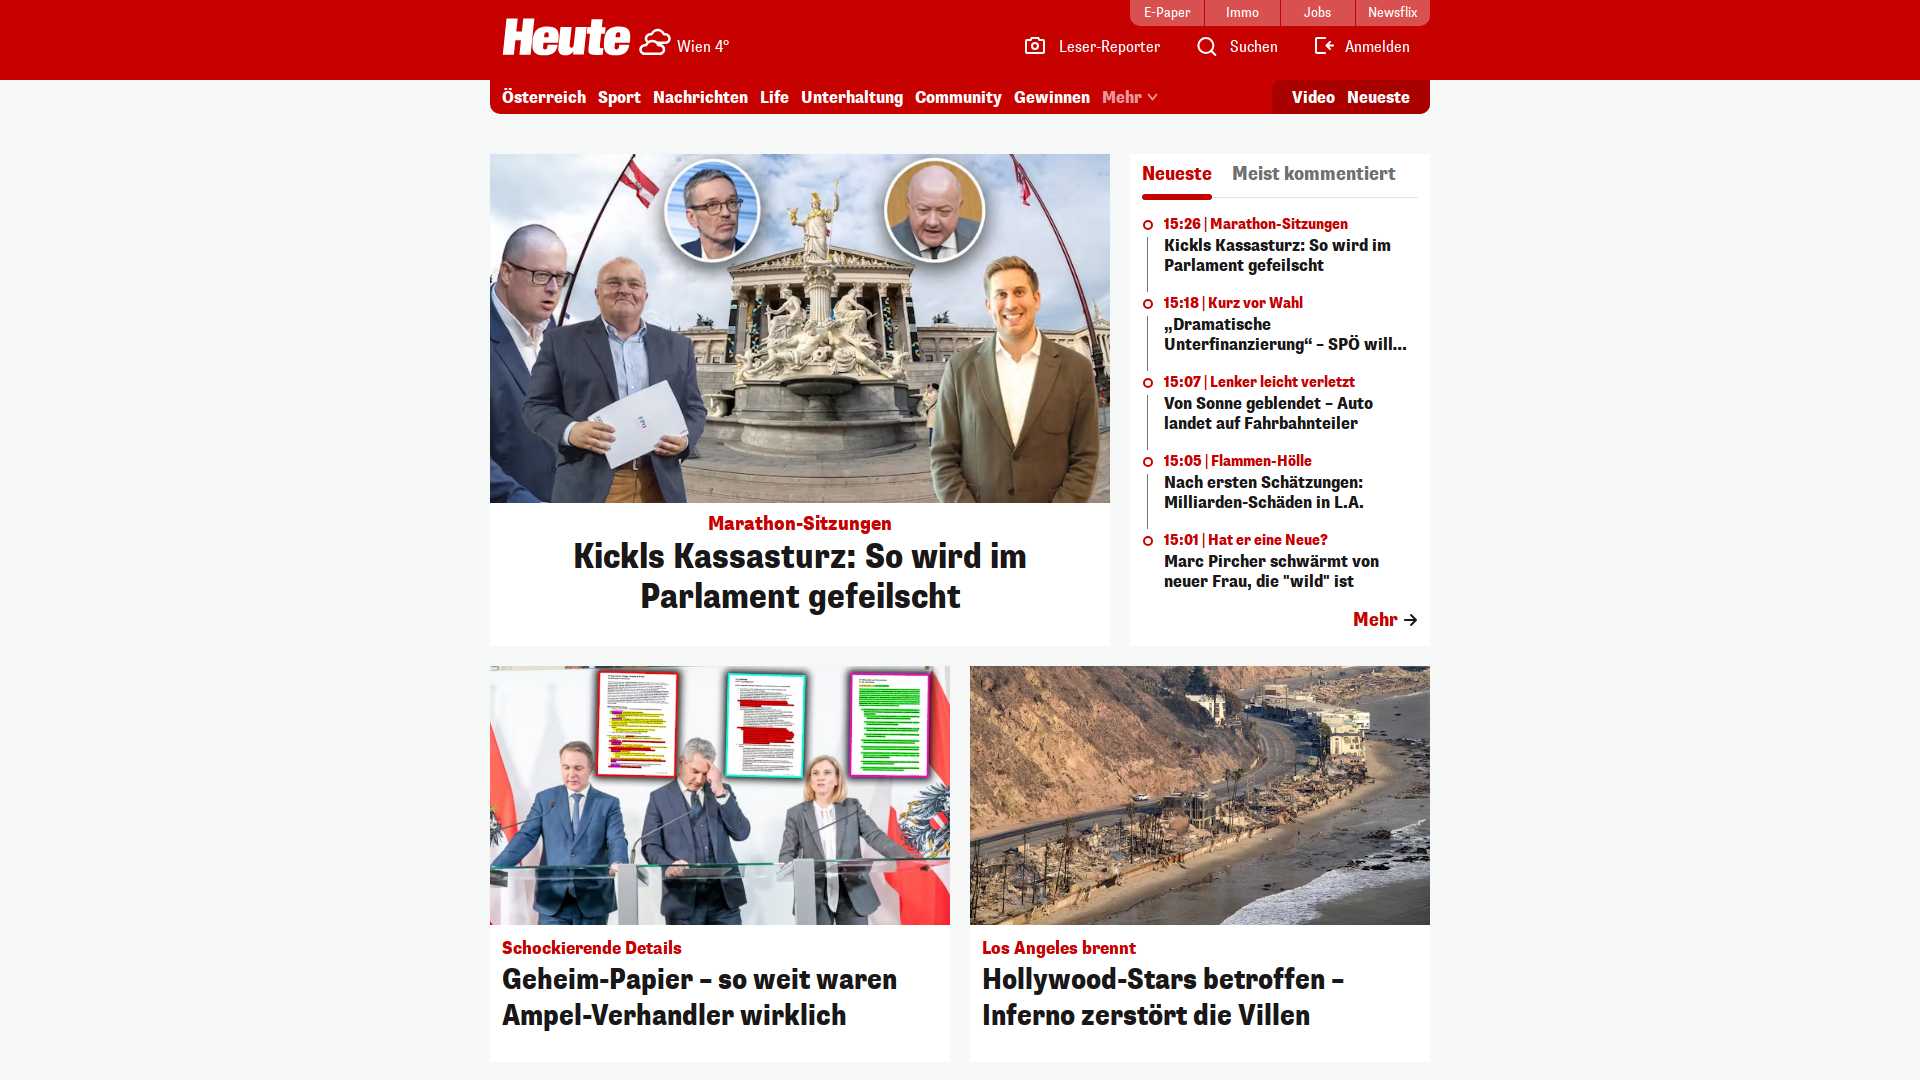 E-Paper
Immo
Jobs
Newsflix
Heute
Wien 4°
Leser-Reporter
Suchen
Anmelden
Österreich
Sport
Nachrichten
Life
Unterhaltung
Community
Gewinnen
Mehr
Video
Neueste
Marathon-Sitzungen
Kickls Kassasturz: So wird im
Parlament gefeilscht
Neueste
Meist kommentiert
15:26 | Marathon-Sitzungen
Kickls Kassasturz: So wird im
Parlament gefeilscht
15:18 | Kurz vor Wahl
„Dramatische
Unterfinanzierung“ – SPÖ will...
15:07 | Lenker leicht verletzt
Von Sonne geblendet – Auto
landet auf Fahrbahnteiler
15:05 | Flammen-Hölle
Nach ersten Schätzungen:
Milliarden-Schäden in L.A.
15:01 | Hat er eine Neue?
Marc Pircher schwärmt von
neuer Frau, die "wild" ist
Mehr
Schockierende Details
Geheim-Papier – so weit waren
Ampel-Verhandler wirklich
Los Angeles brennt
Hollywood-Stars betroffen –
Inferno zerstört die Villen